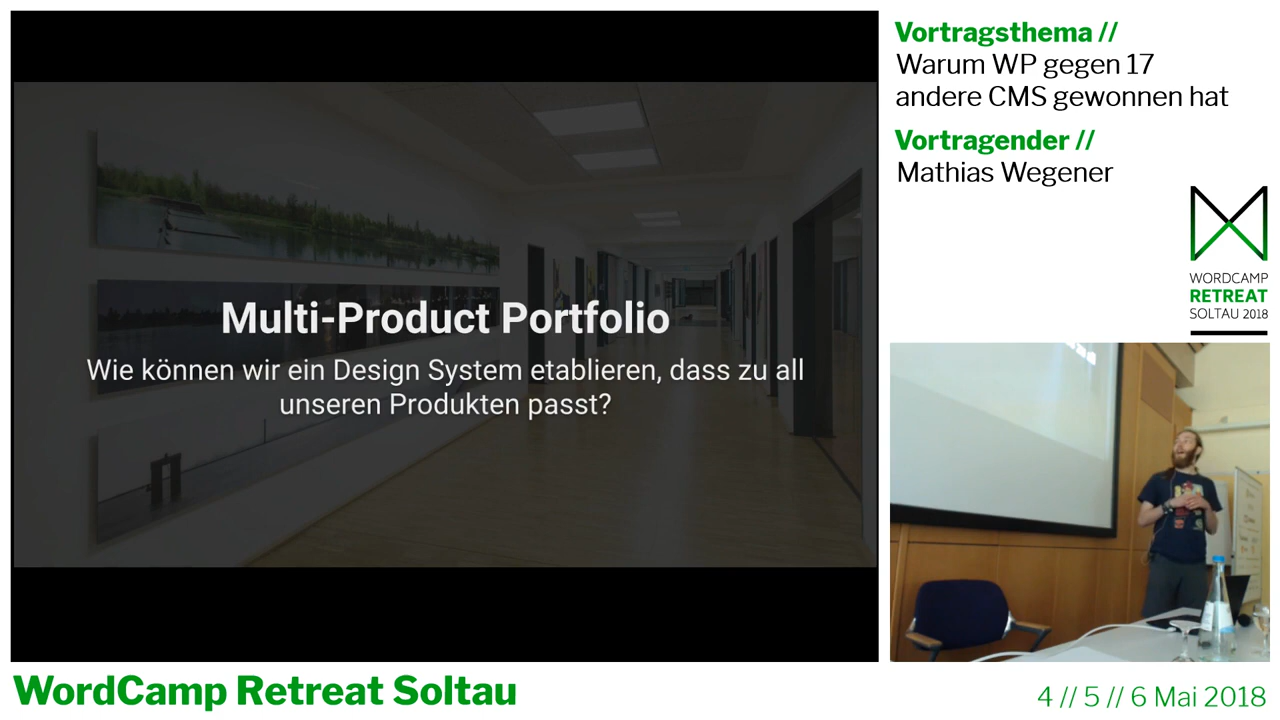 Multi-Product Portfolio
Wie können wir ein Design System etablieren, dass zu all
unseren Produkten passt?
Vortragsthema //
Warum WP gegen 17
andere CMS gewonnen hat
Vortragender //
Mathias Wegener
WORDCAMP
RETREAT
SOLTAU 2018
WordCamp Retreat Soltau
4 // 5 // 6 Mai 2018